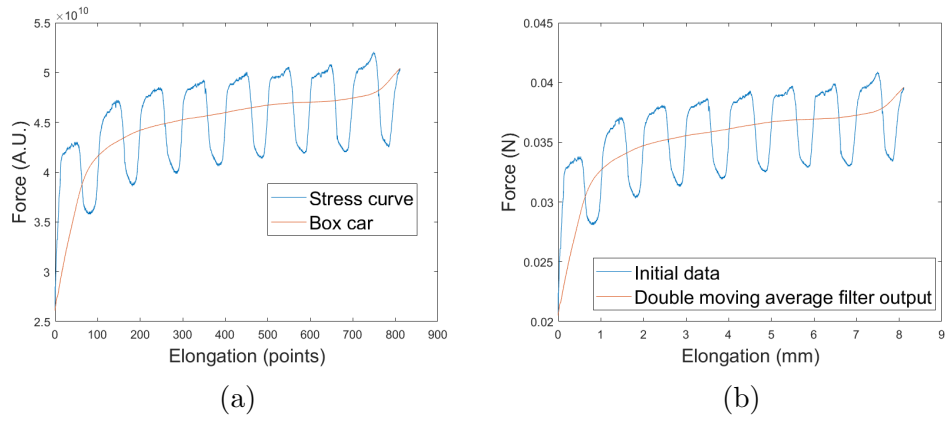 ×10¹⁰
5.5
5
4.5
4
3.5
3
2.5
0 100 200 300 400 500 600 700 800 900
Force (A.U.)
Elongation (points)
Stress curve
Box car
(a)
0.045
0.04
0.035
0.03
0.025
0.02
0 1 2 3 4 5 6 7 8 9
Force (N)
Elongation (mm)
Initial data
Double moving average filter output
(b)